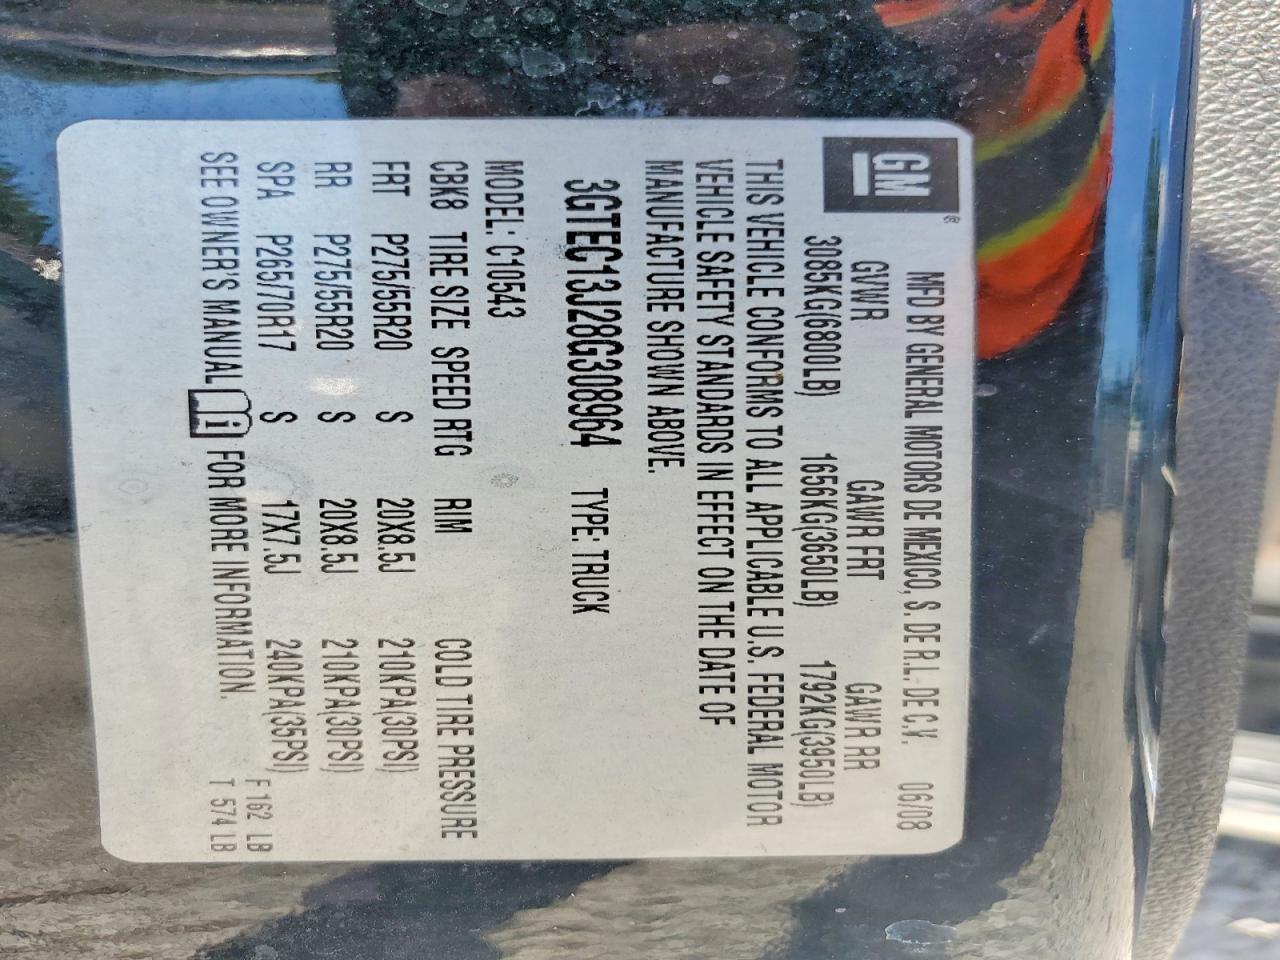 GM®
MFD BY GENERAL MOTORS DE MEXICO, S. DE R.L. DE C.V. 06/08
GVWR GAWR FRT GAWR RR
3085KG(6800LB) 1656KG(3650LB) 1792KG(3950LB)
THIS VEHICLE CONFORMS TO ALL APPLICABLE U.S. FEDERAL MOTOR
VEHICLE SAFETY STANDARDS IN EFFECT ON THE DATE OF
MANUFACTURE SHOWN ABOVE.
3GTEC13J28G308964 TYPE: TRUCK
MODEL: C10543
CBK8 TIRE SIZE SPEED RTG RIM COLD TIRE PRESSURE
FRT P275/55R20 S 20X8.5J 210KPA(30PSI)
RR P275/55R20 S 20X8.5J 210KPA(30PSI)
SPA P265/70R17 S 17X7.5J 240KPA(35PSI)
SEE OWNER'S MANUAL i FOR MORE INFORMATION.
F 162 LB
T 574 LB